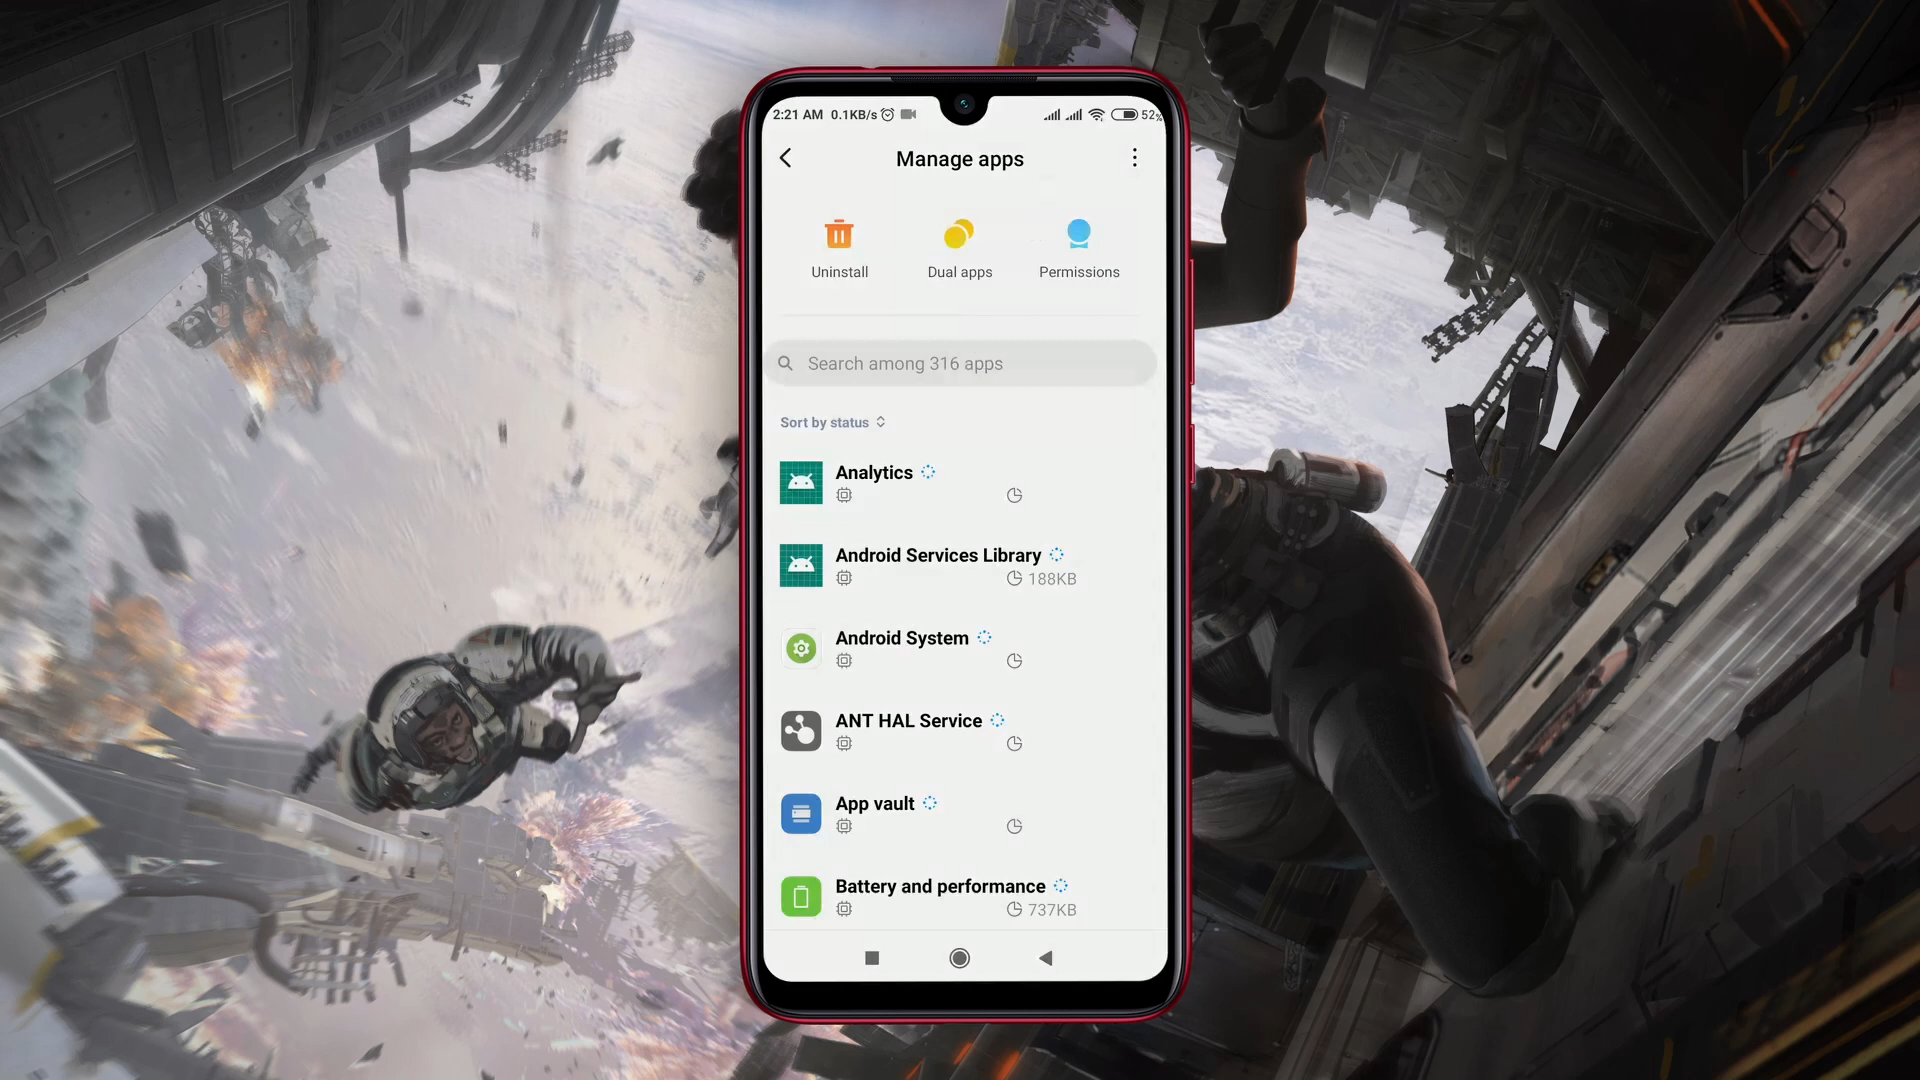 2:21 AM 0.1KB/s 52%
Manage apps
Uninstall Dual apps Permissions
Search among 316 apps
Sort by status
Analytics
Android Services Library
188KB
Android System
ANT HAL Service
App vault
Battery and performance
737KB